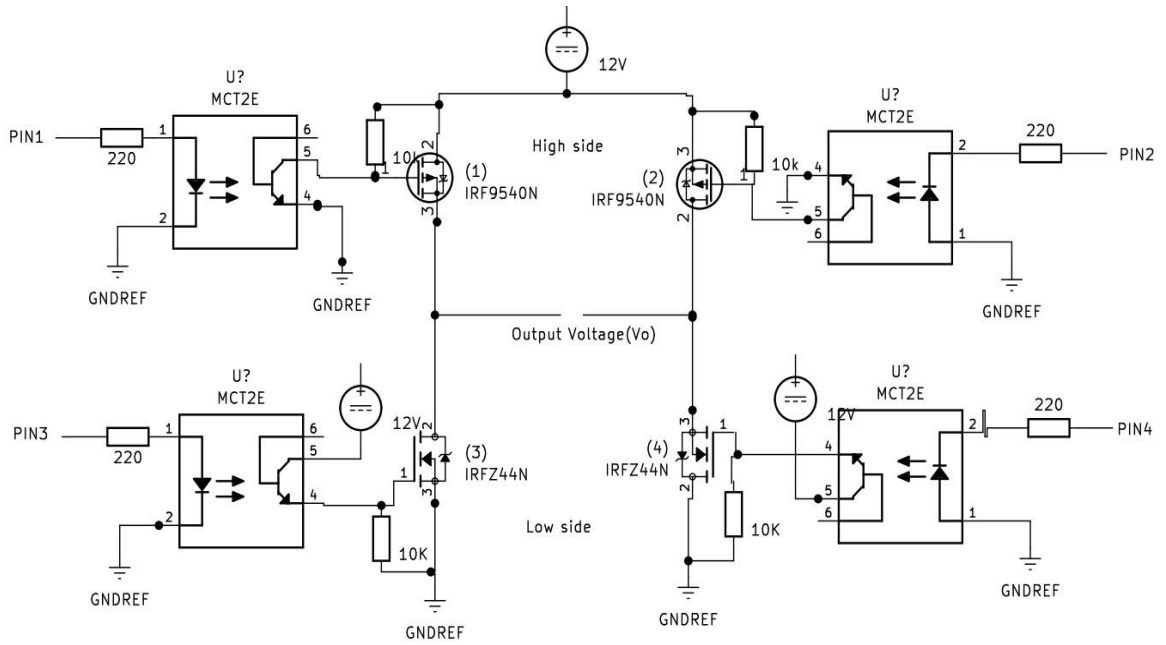 12V
U?
MCT2E
PIN1
220
1
2
6
5
4
GNDREF
GNDREF
10k
1
2
3
(1)
IRF9540N
High side
(2)
IRF9540N
3
1
2
10k
U?
MCT2E
4
5
6
2
1
220
PIN2
GNDREF
Output Voltage(Vo)
U?
MCT2E
PIN3
220
1
2
6
5
4
GNDREF
12V
1
2
3
(3)
IRFZ44N
10K
GNDREF
Low side
(4)
IRFZ44N
3
1
2
10K
GNDREF
12V
U?
MCT2E
4
5
6
2
1
220
PIN4
GNDREF